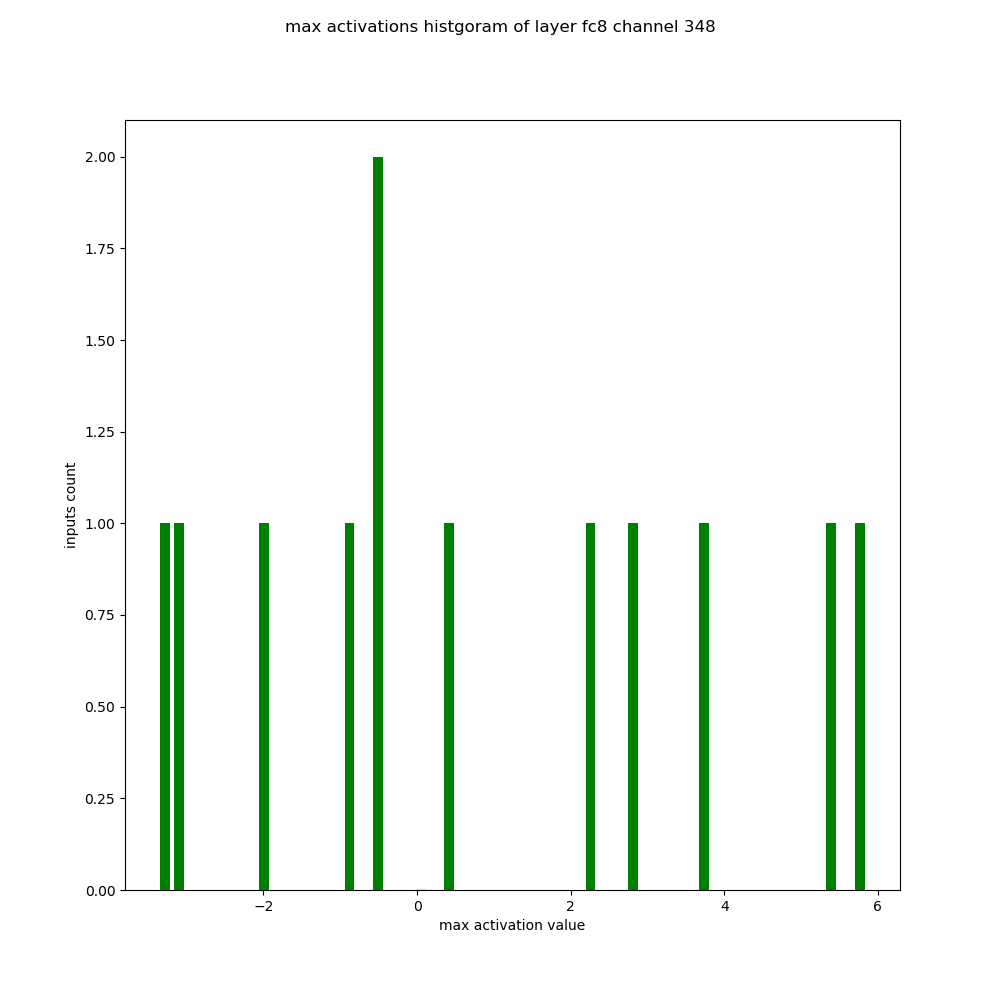 max activations histgoram of layer fc8 channel 348
2.00
1.75
1.50
1.25
1.00
0.75
0.50
0.25
0.00
inputs count
−2 0 2 4 6
max activation value